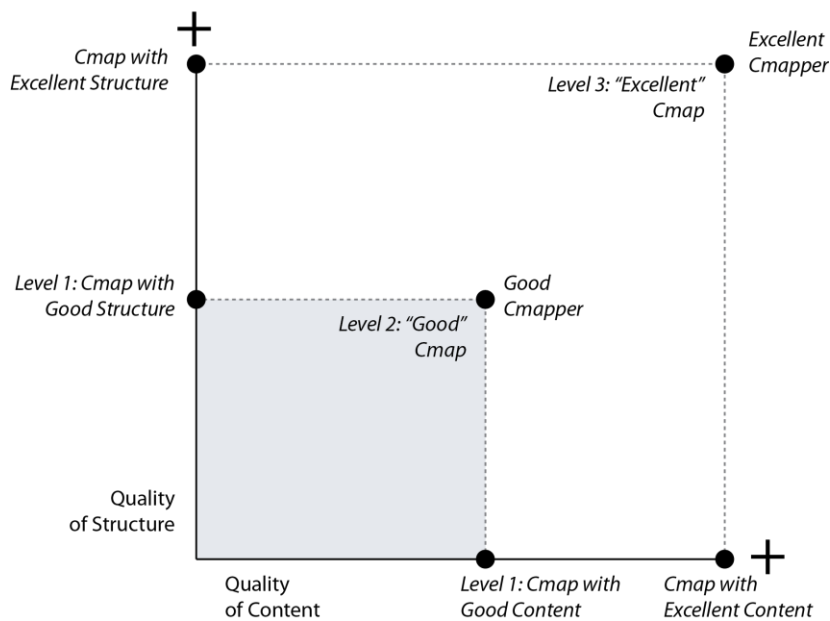 +
Cmap with
Excellent Structure
Excellent
Cmapper
Level 3: “Excellent”
Cmap
Level 1: Cmap with
Good Structure
Good
Cmapper
Level 2: “Good”
Cmap
Quality
of Structure
+
Quality
of Content
Level 1: Cmap with
Good Content
Cmap with
Excellent Content